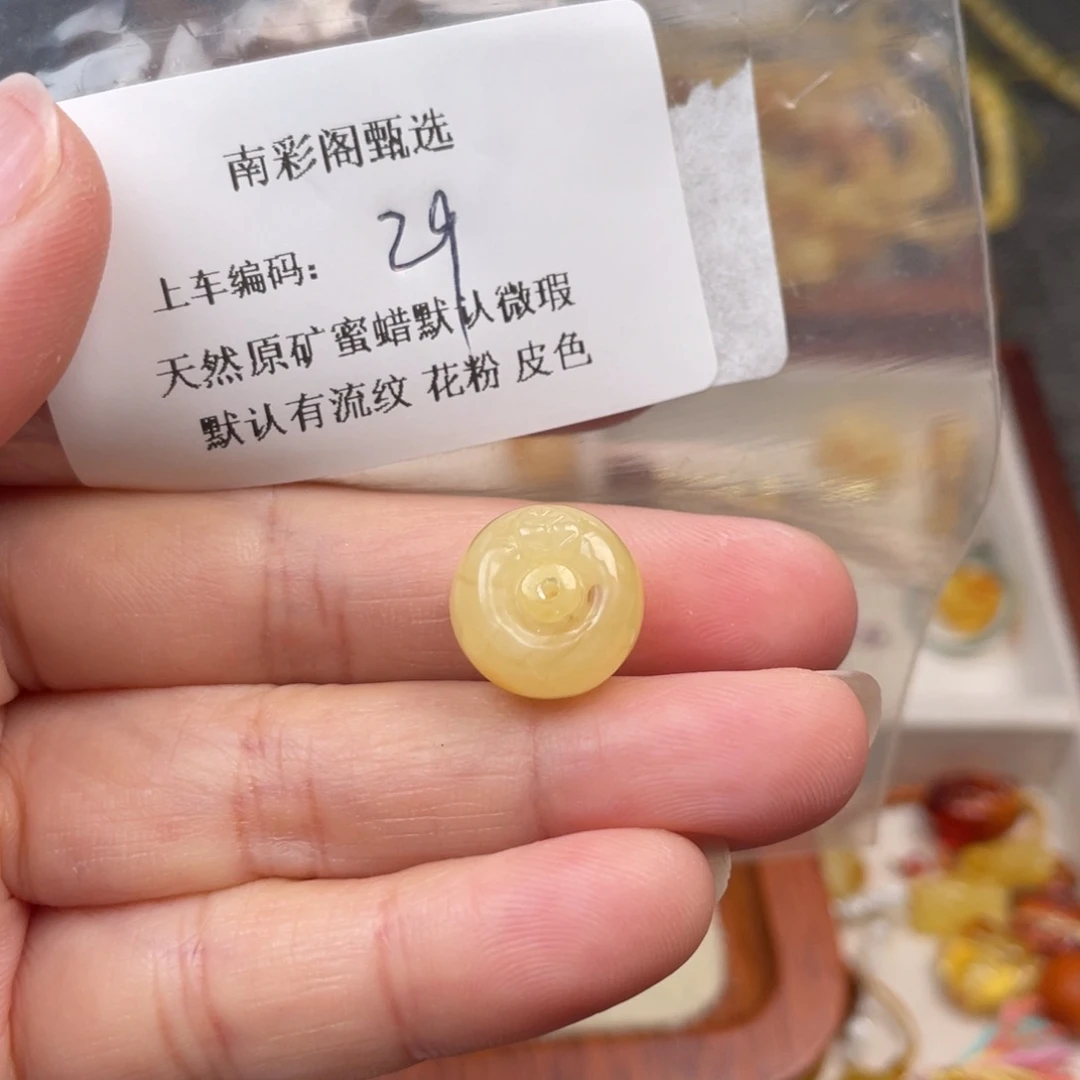 南彩阁甄选
上车编码: 29
天然原矿蜜蜡默认微瑕
默认有流纹 花粉 皮色